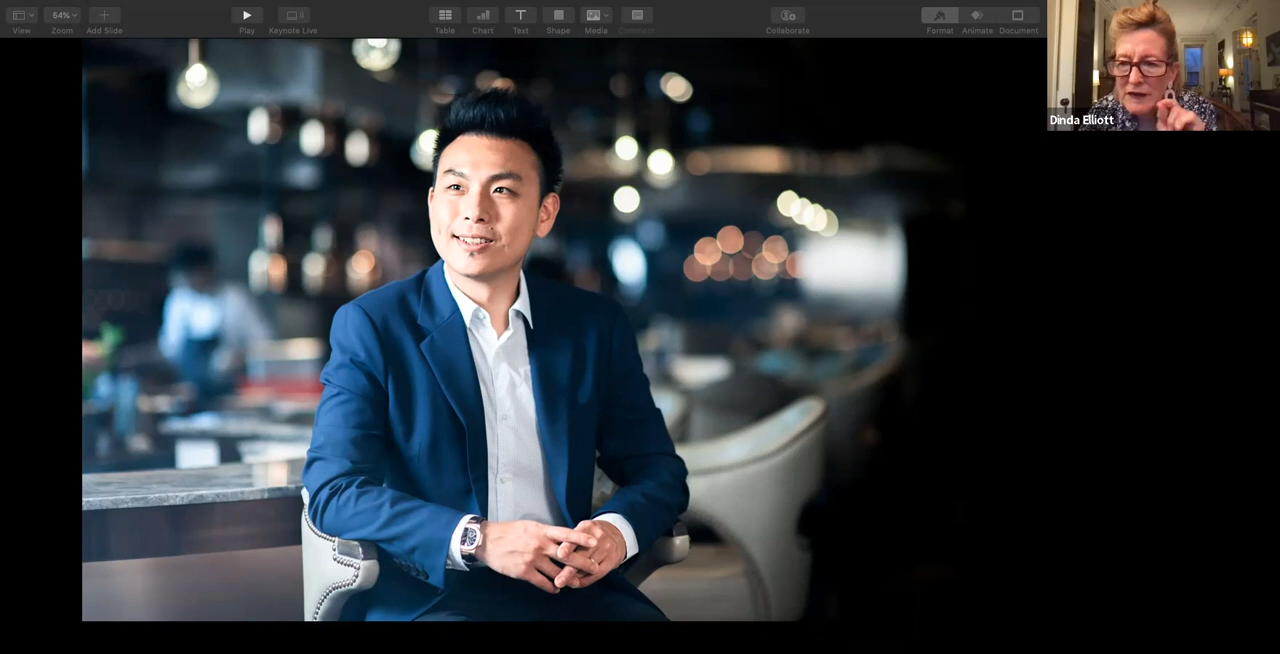 54%
View
Zoom
Add Slide
Play
Keynote Live
Table
Chart
Text
Shape
Media
Comment
Collaborate
Format
Animate
Document
Dinda Elliott